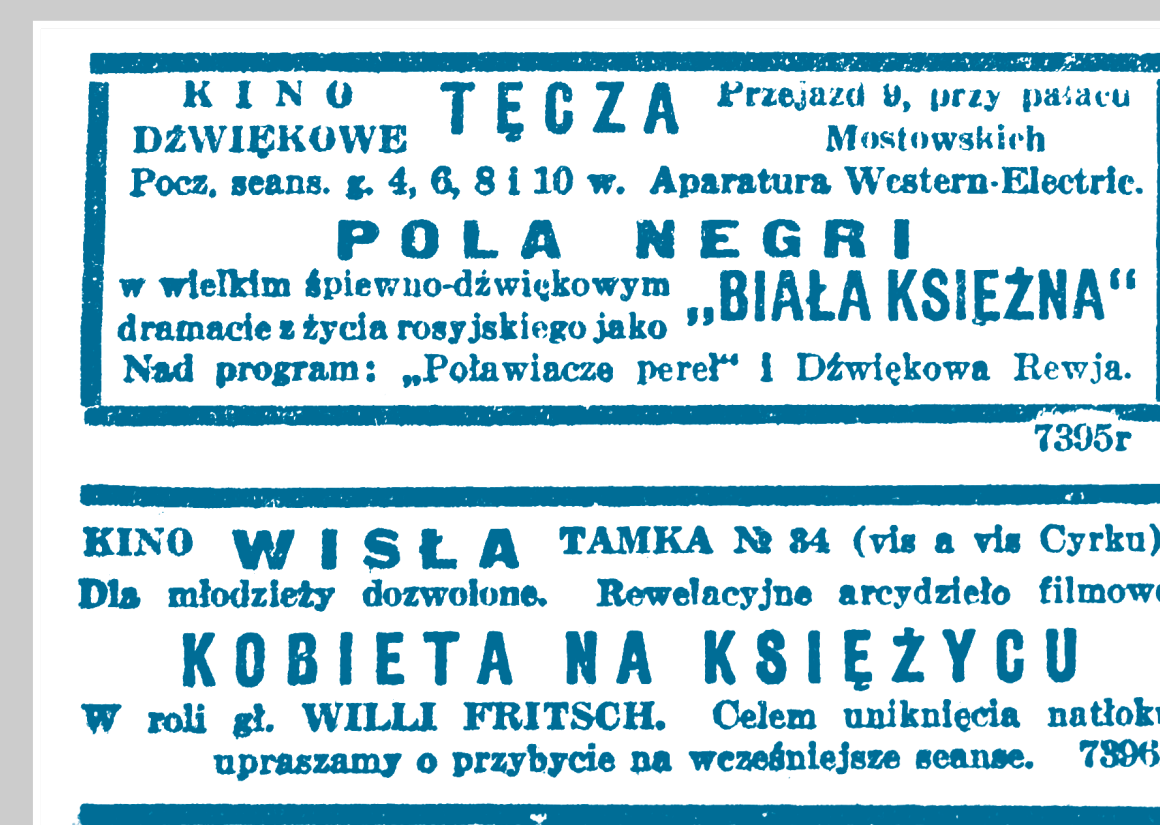 KINO DŹWIĘKOWE TĘCZA Przejazd 9, przy pałacu Mostowskich
Pocz. seans. g. 4, 6, 8 i 10 w. Aparatura Western-Electric.
POLA NEGRI
w wielkim śpiewno-dźwiękowym
dramacie z życia rosyjskiego jako
„BIAŁA KSIĘŻNA“
Nad program: „Poławiacze pereł“ i Dźwiękowa Rewja.
7395r
KINO WISŁA TAMKA № 34 (vis a vis Cyrku)
Dla młodzieży dozwolone. Rewelacyjne arcydzieło filmowe
KOBIETA NA KSIĘŻYCU
W roli gł. WILLI FRITSCH. Celem uniknięcia natłoku
upraszamy o przybycie na wcześniejsze seanse. 7396